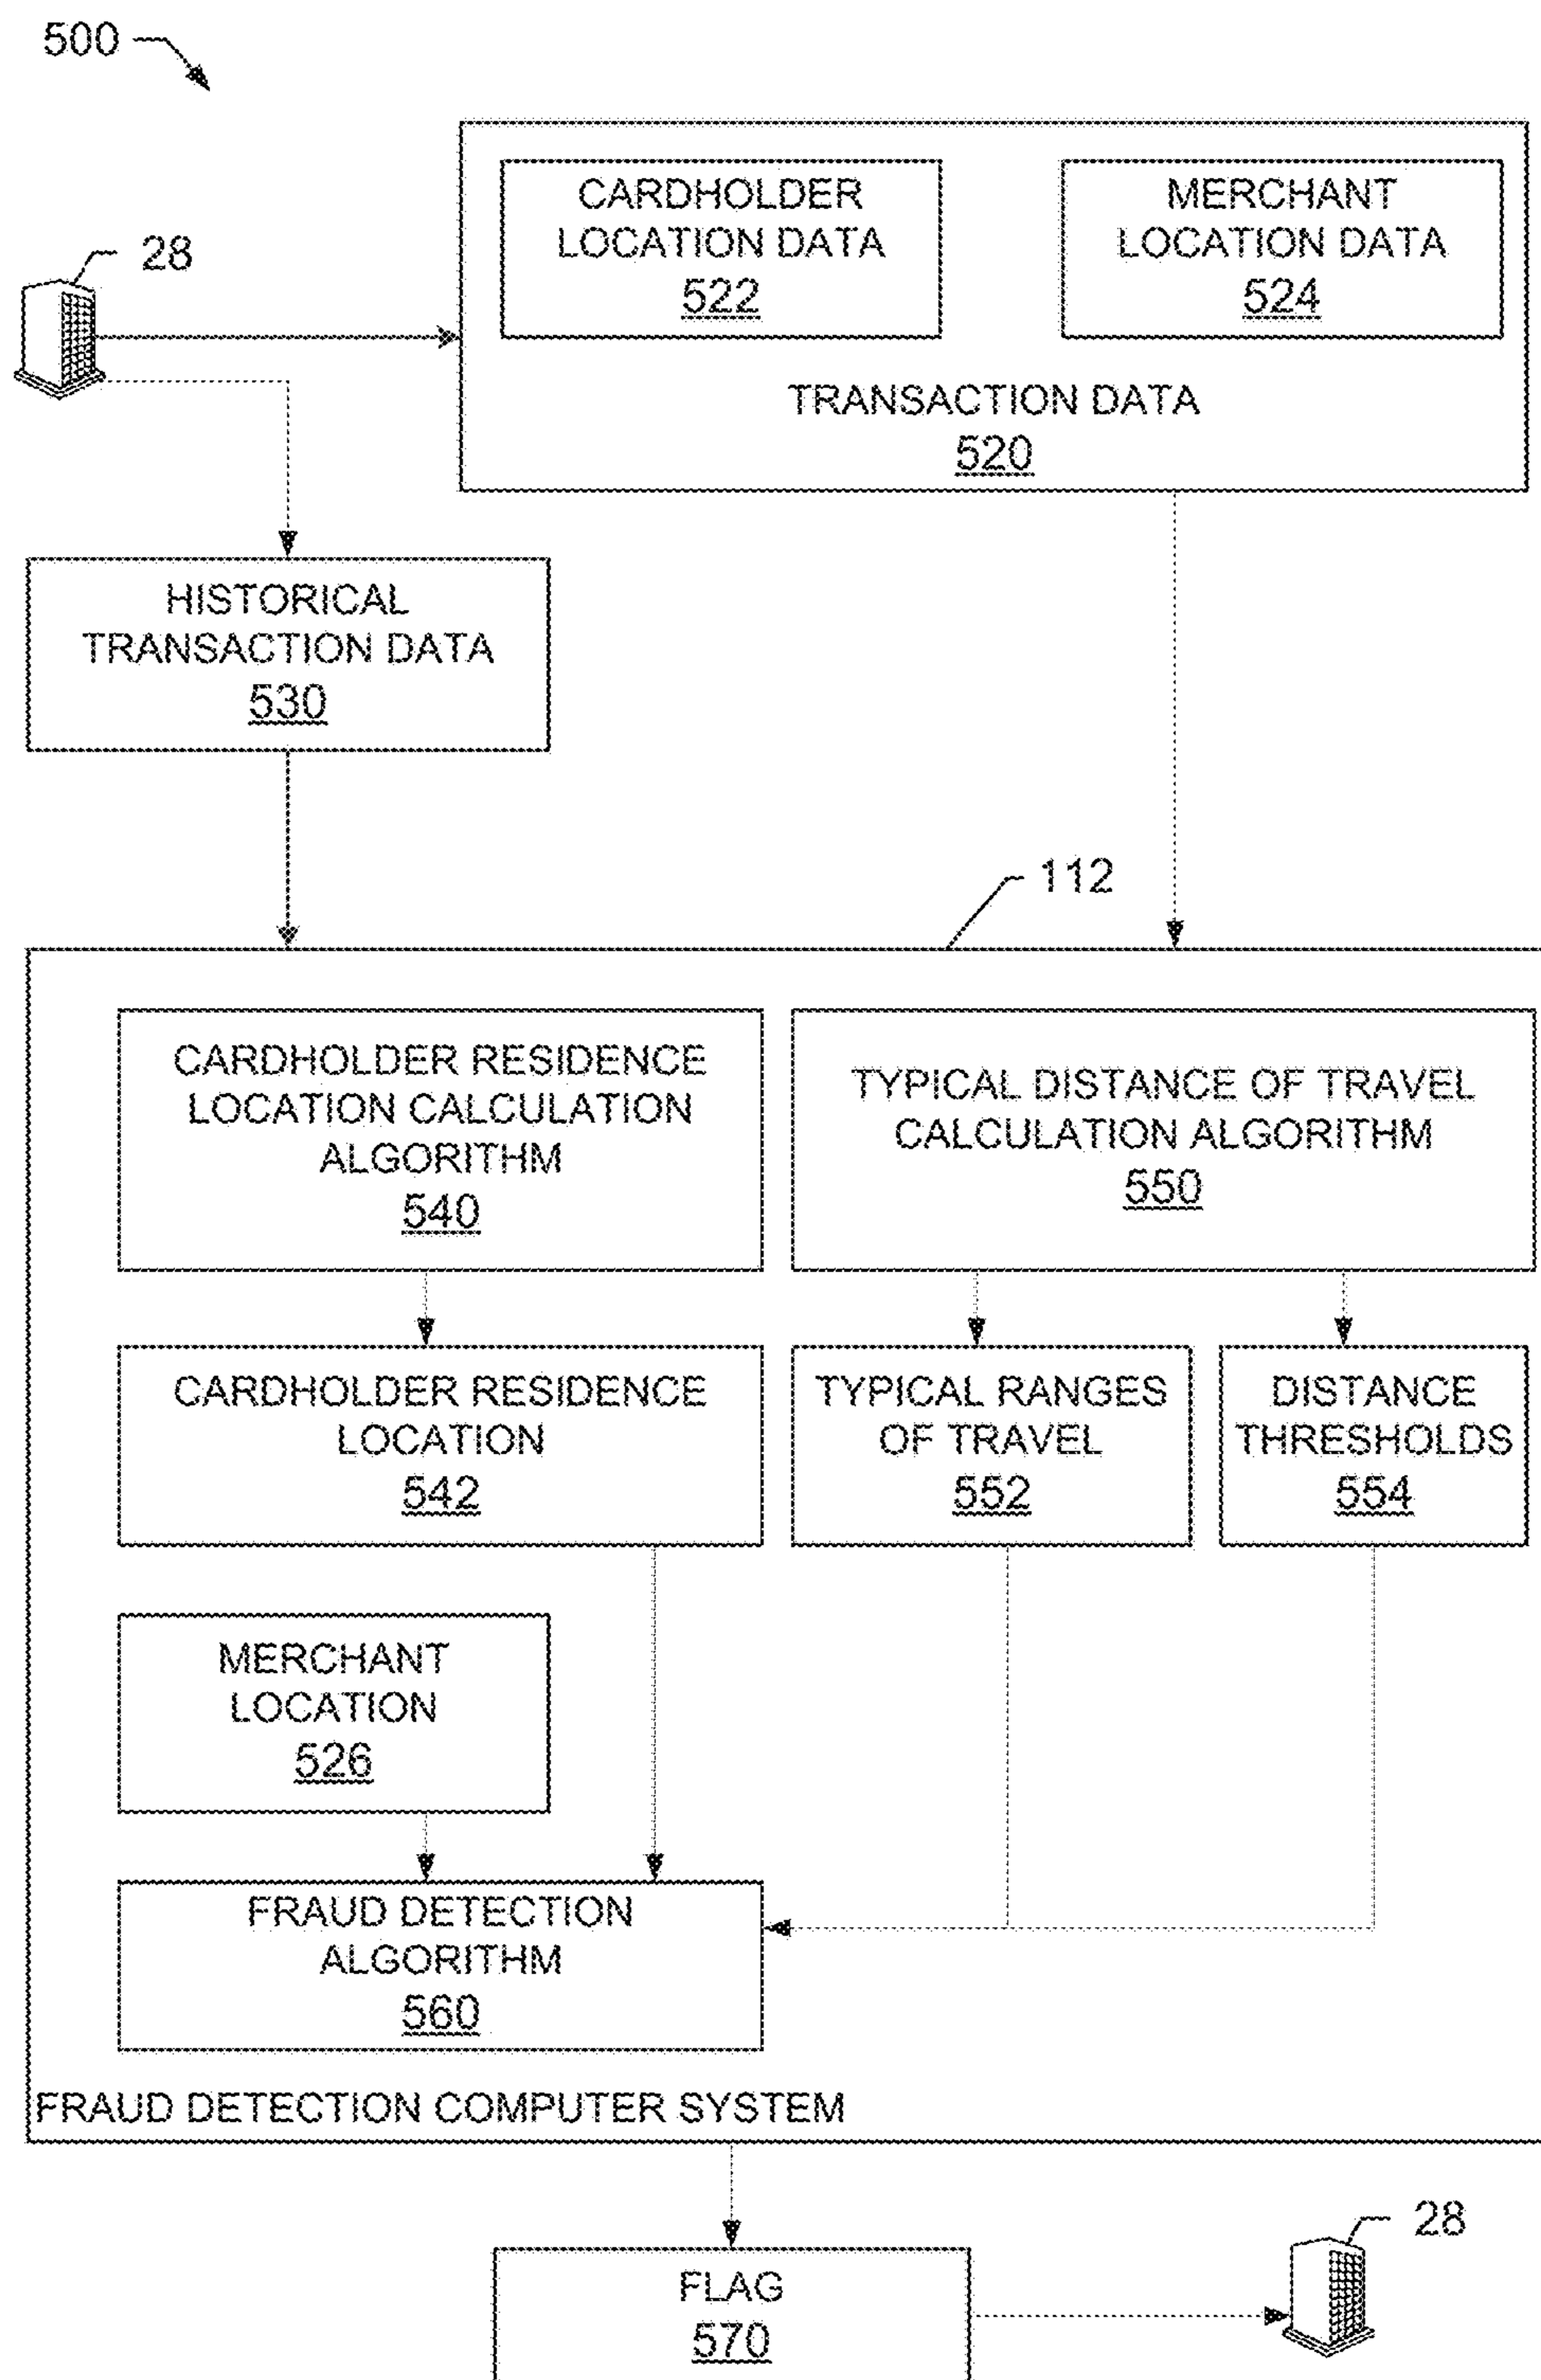 500
CARDHOLDER
LOCATION DATA
522
MERCHANT
LOCATION DATA
524
28
TRANSACTION DATA
520
HISTORICAL
TRANSACTION DATA
530
112
CARDHOLDER RESIDENCE
LOCATION CALCULATION
ALGORITHM
540
TYPICAL DISTANCE OF TRAVEL
CALCULATION ALGORITHM
550
CARDHOLDER RESIDENCE
LOCATION
542
TYPICAL RANGES
OF TRAVEL
552
DISTANCE
THRESHOLDS
554
MERCHANT
LOCATION
526
FRAUD DETECTION
ALGORITHM
560
FRAUD DETECTION COMPUTER SYSTEM
28
FLAG
570